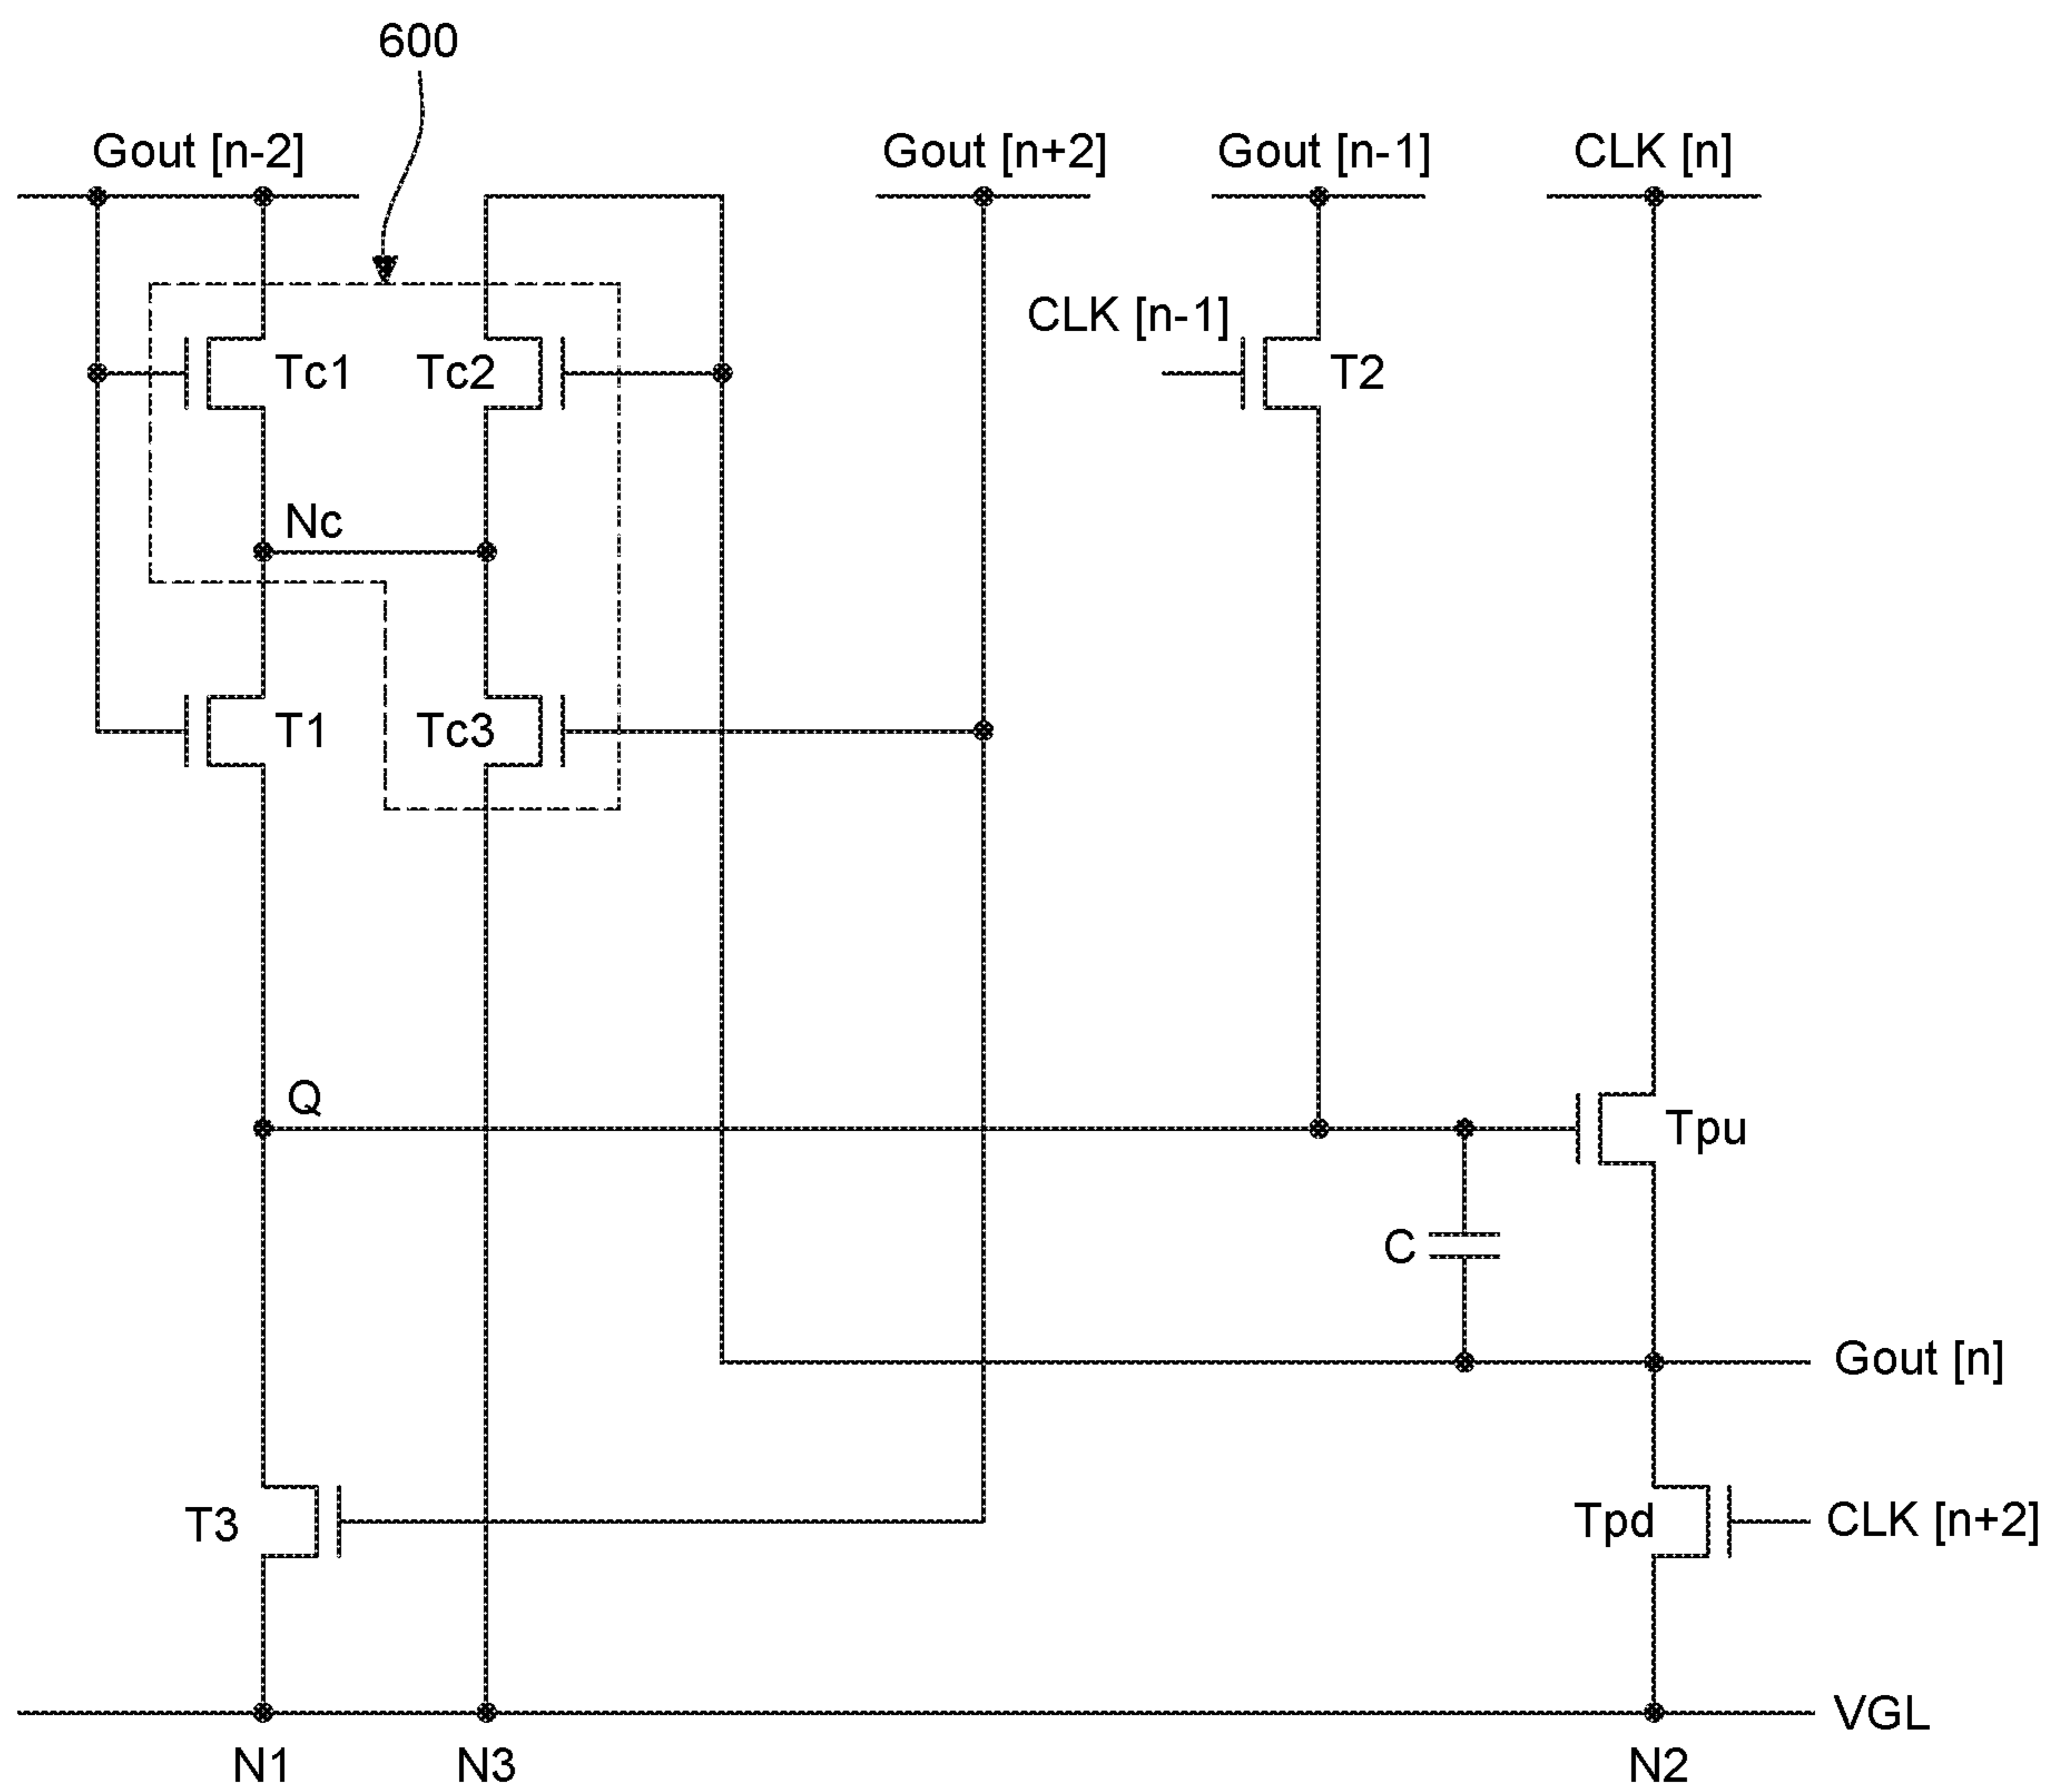 600
Gout [n-2]
Gout [n+2]
Gout [n-1]
CLK [n]
CLK [n-1]
Tc1
Tc2
T2
Nc
T1
Tc3
Q
Tpu
C
Gout [n]
T3
Tpd
CLK [n+2]
VGL
N1
N3
N2